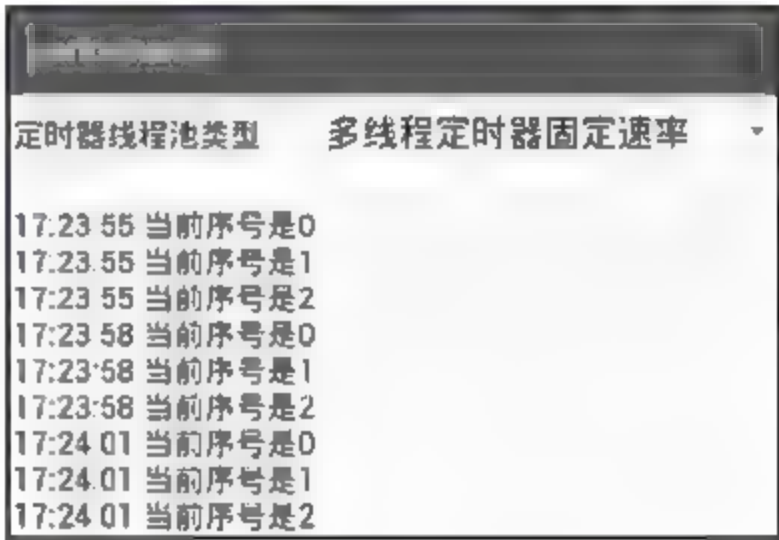 定时器线程池类型 多线程定时器固定速率
17:23:55 当前序号是0
17:23:55 当前序号是1
17:23:55 当前序号是2
17:23:58 当前序号是0
17:23:58 当前序号是1
17:23:58 当前序号是2
17:24:01 当前序号是0
17:24:01 当前序号是1
17:24:01 当前序号是2